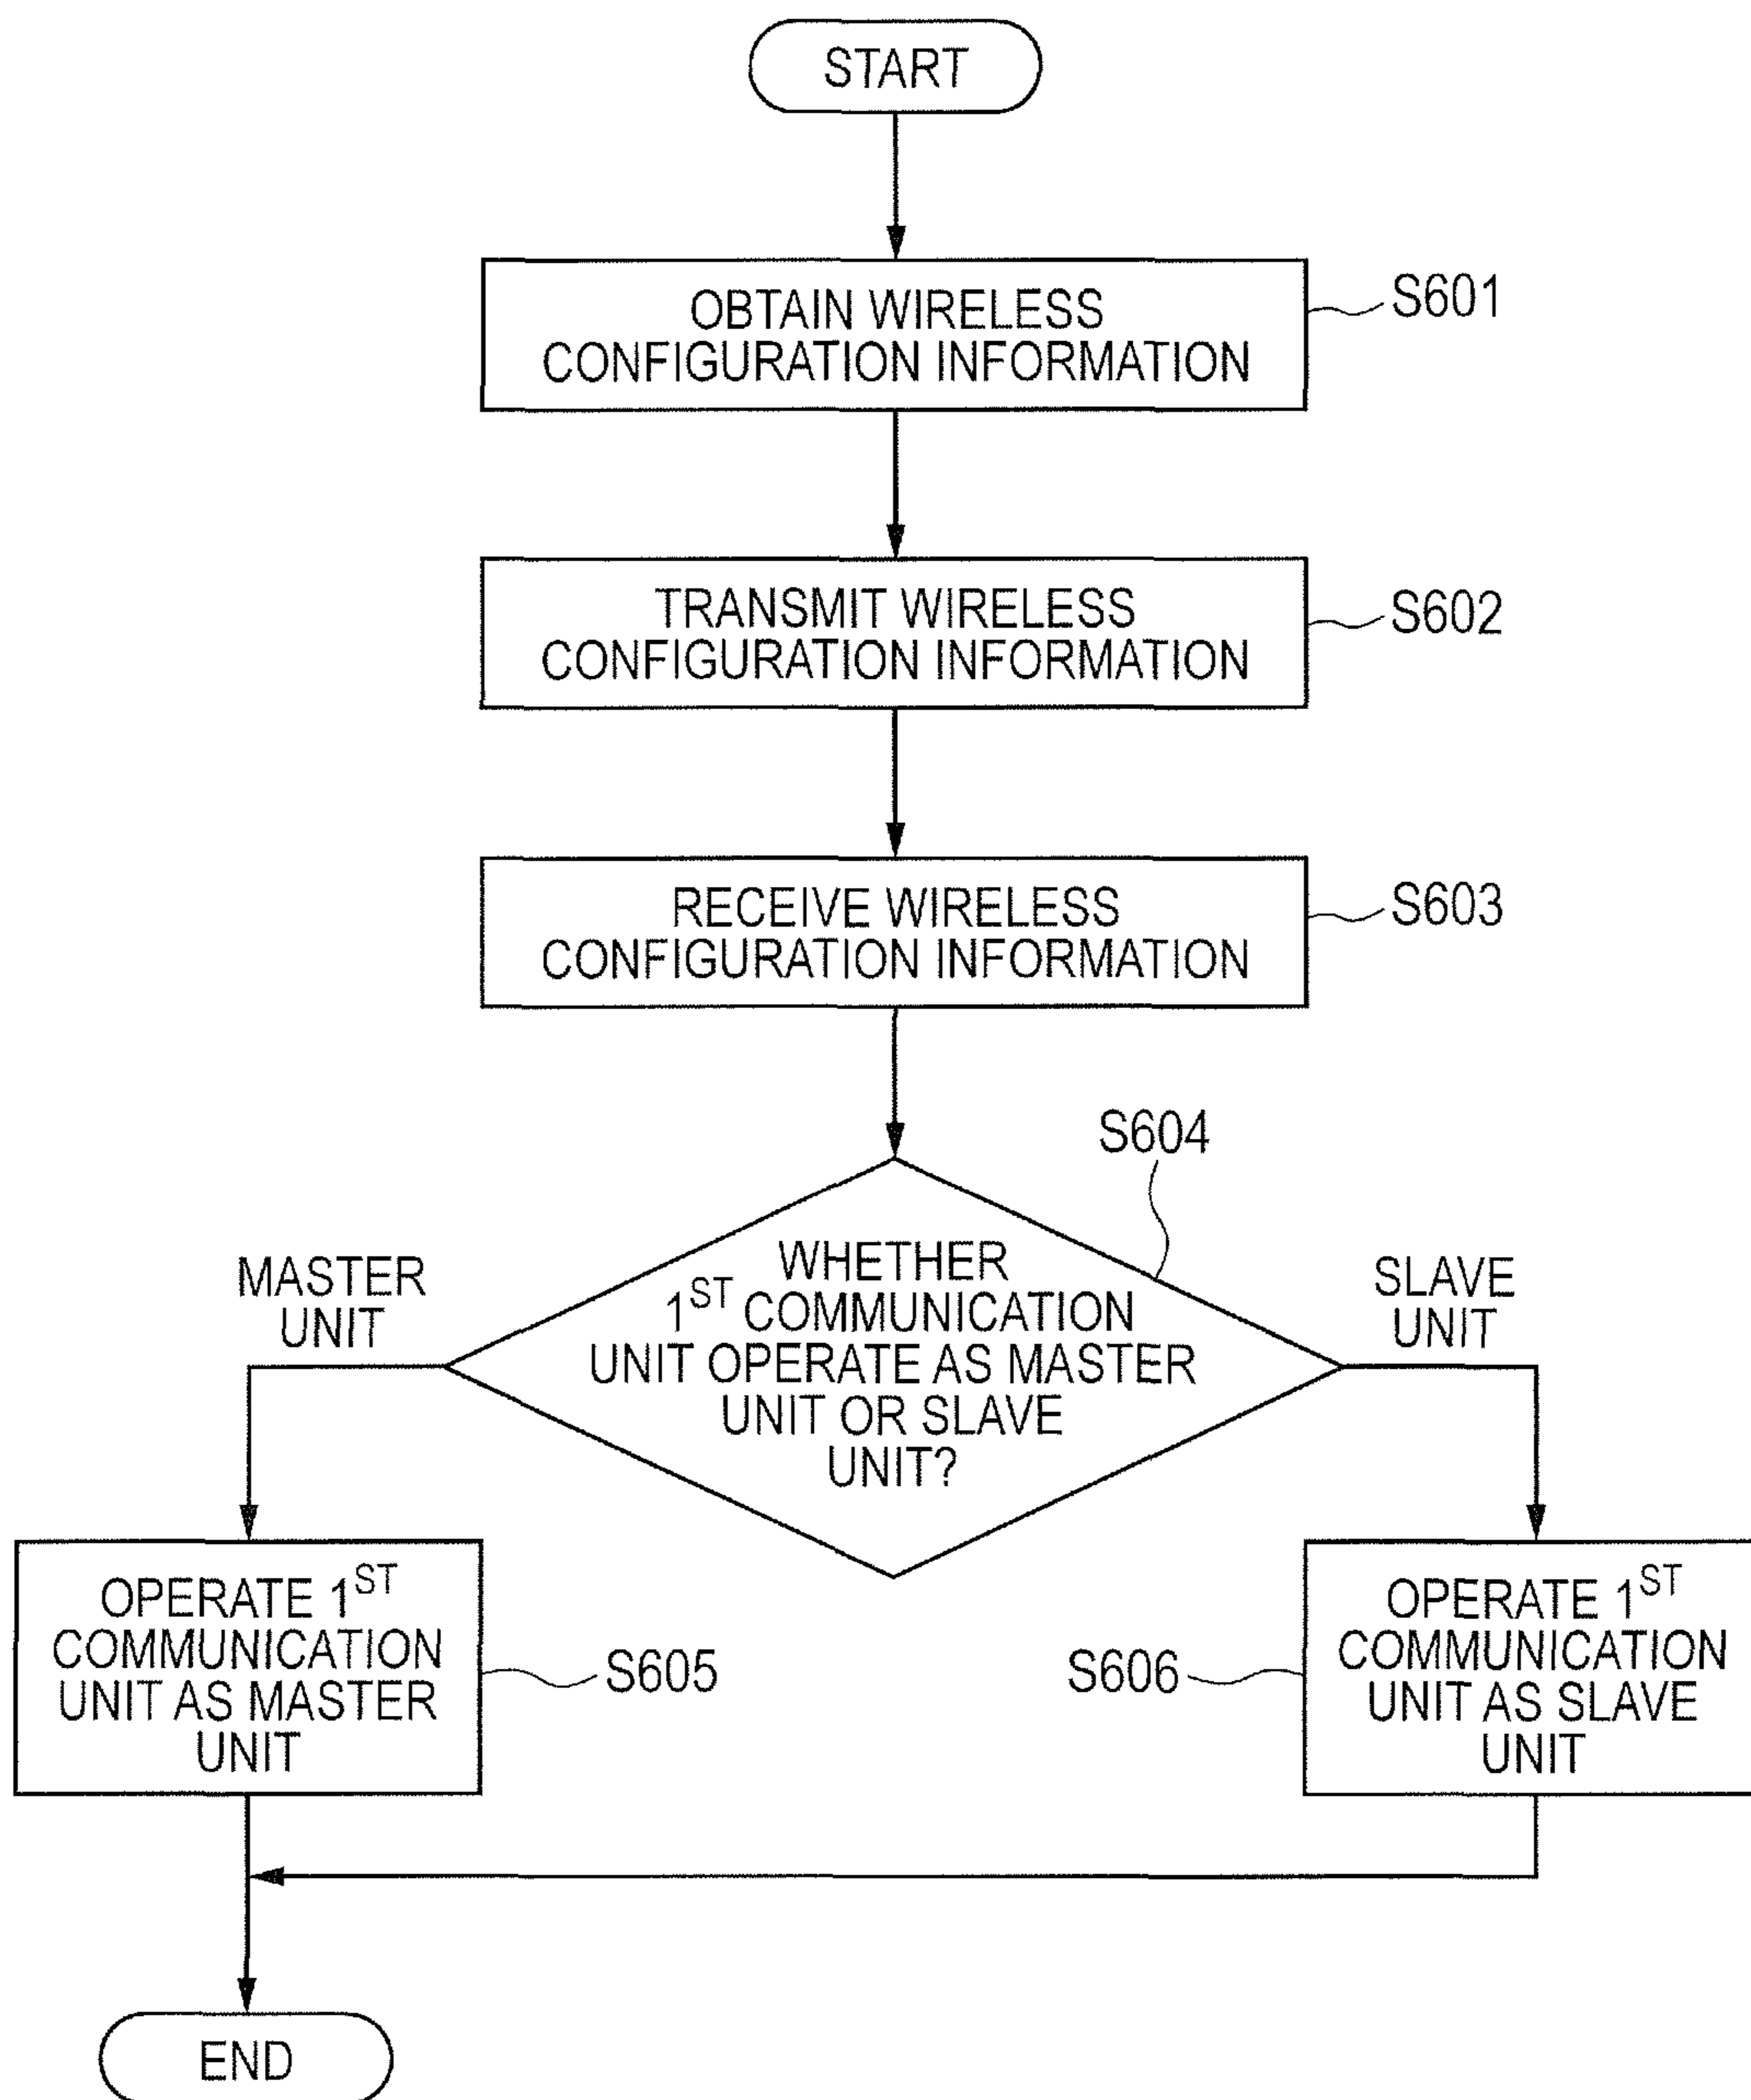 START
OBTAIN WIRELESS
CONFIGURATION INFORMATION
S601
TRANSMIT WIRELESS
CONFIGURATION INFORMATION
S602
RECEIVE WIRELESS
CONFIGURATION INFORMATION
S603
S604
WHETHER
1ST COMMUNICATION
UNIT OPERATE AS MASTER
UNIT OR SLAVE
UNIT?
MASTER
UNIT
SLAVE
UNIT
OPERATE 1ST
COMMUNICATION
UNIT AS MASTER
UNIT
S605
S606
OPERATE 1ST
COMMUNICATION
UNIT AS SLAVE
UNIT
END